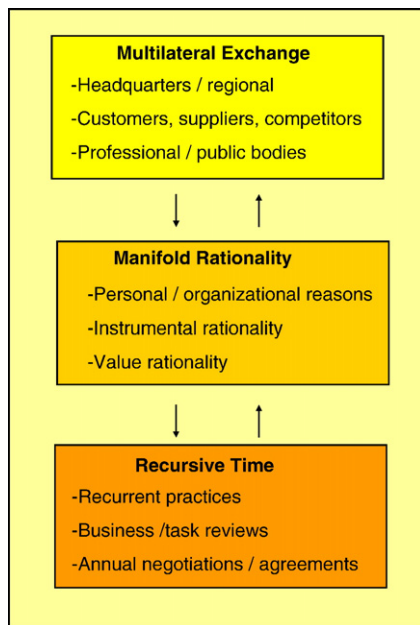 Multilateral Exchange
-Headquarters / regional
-Customers, suppliers, competitors
-Professional / public bodies
Manifold Rationality
-Personal / organizational reasons
-Instrumental rationality
-Value rationality
Recursive Time
-Recurrent practices
-Business /task reviews
-Annual negotiations / agreements